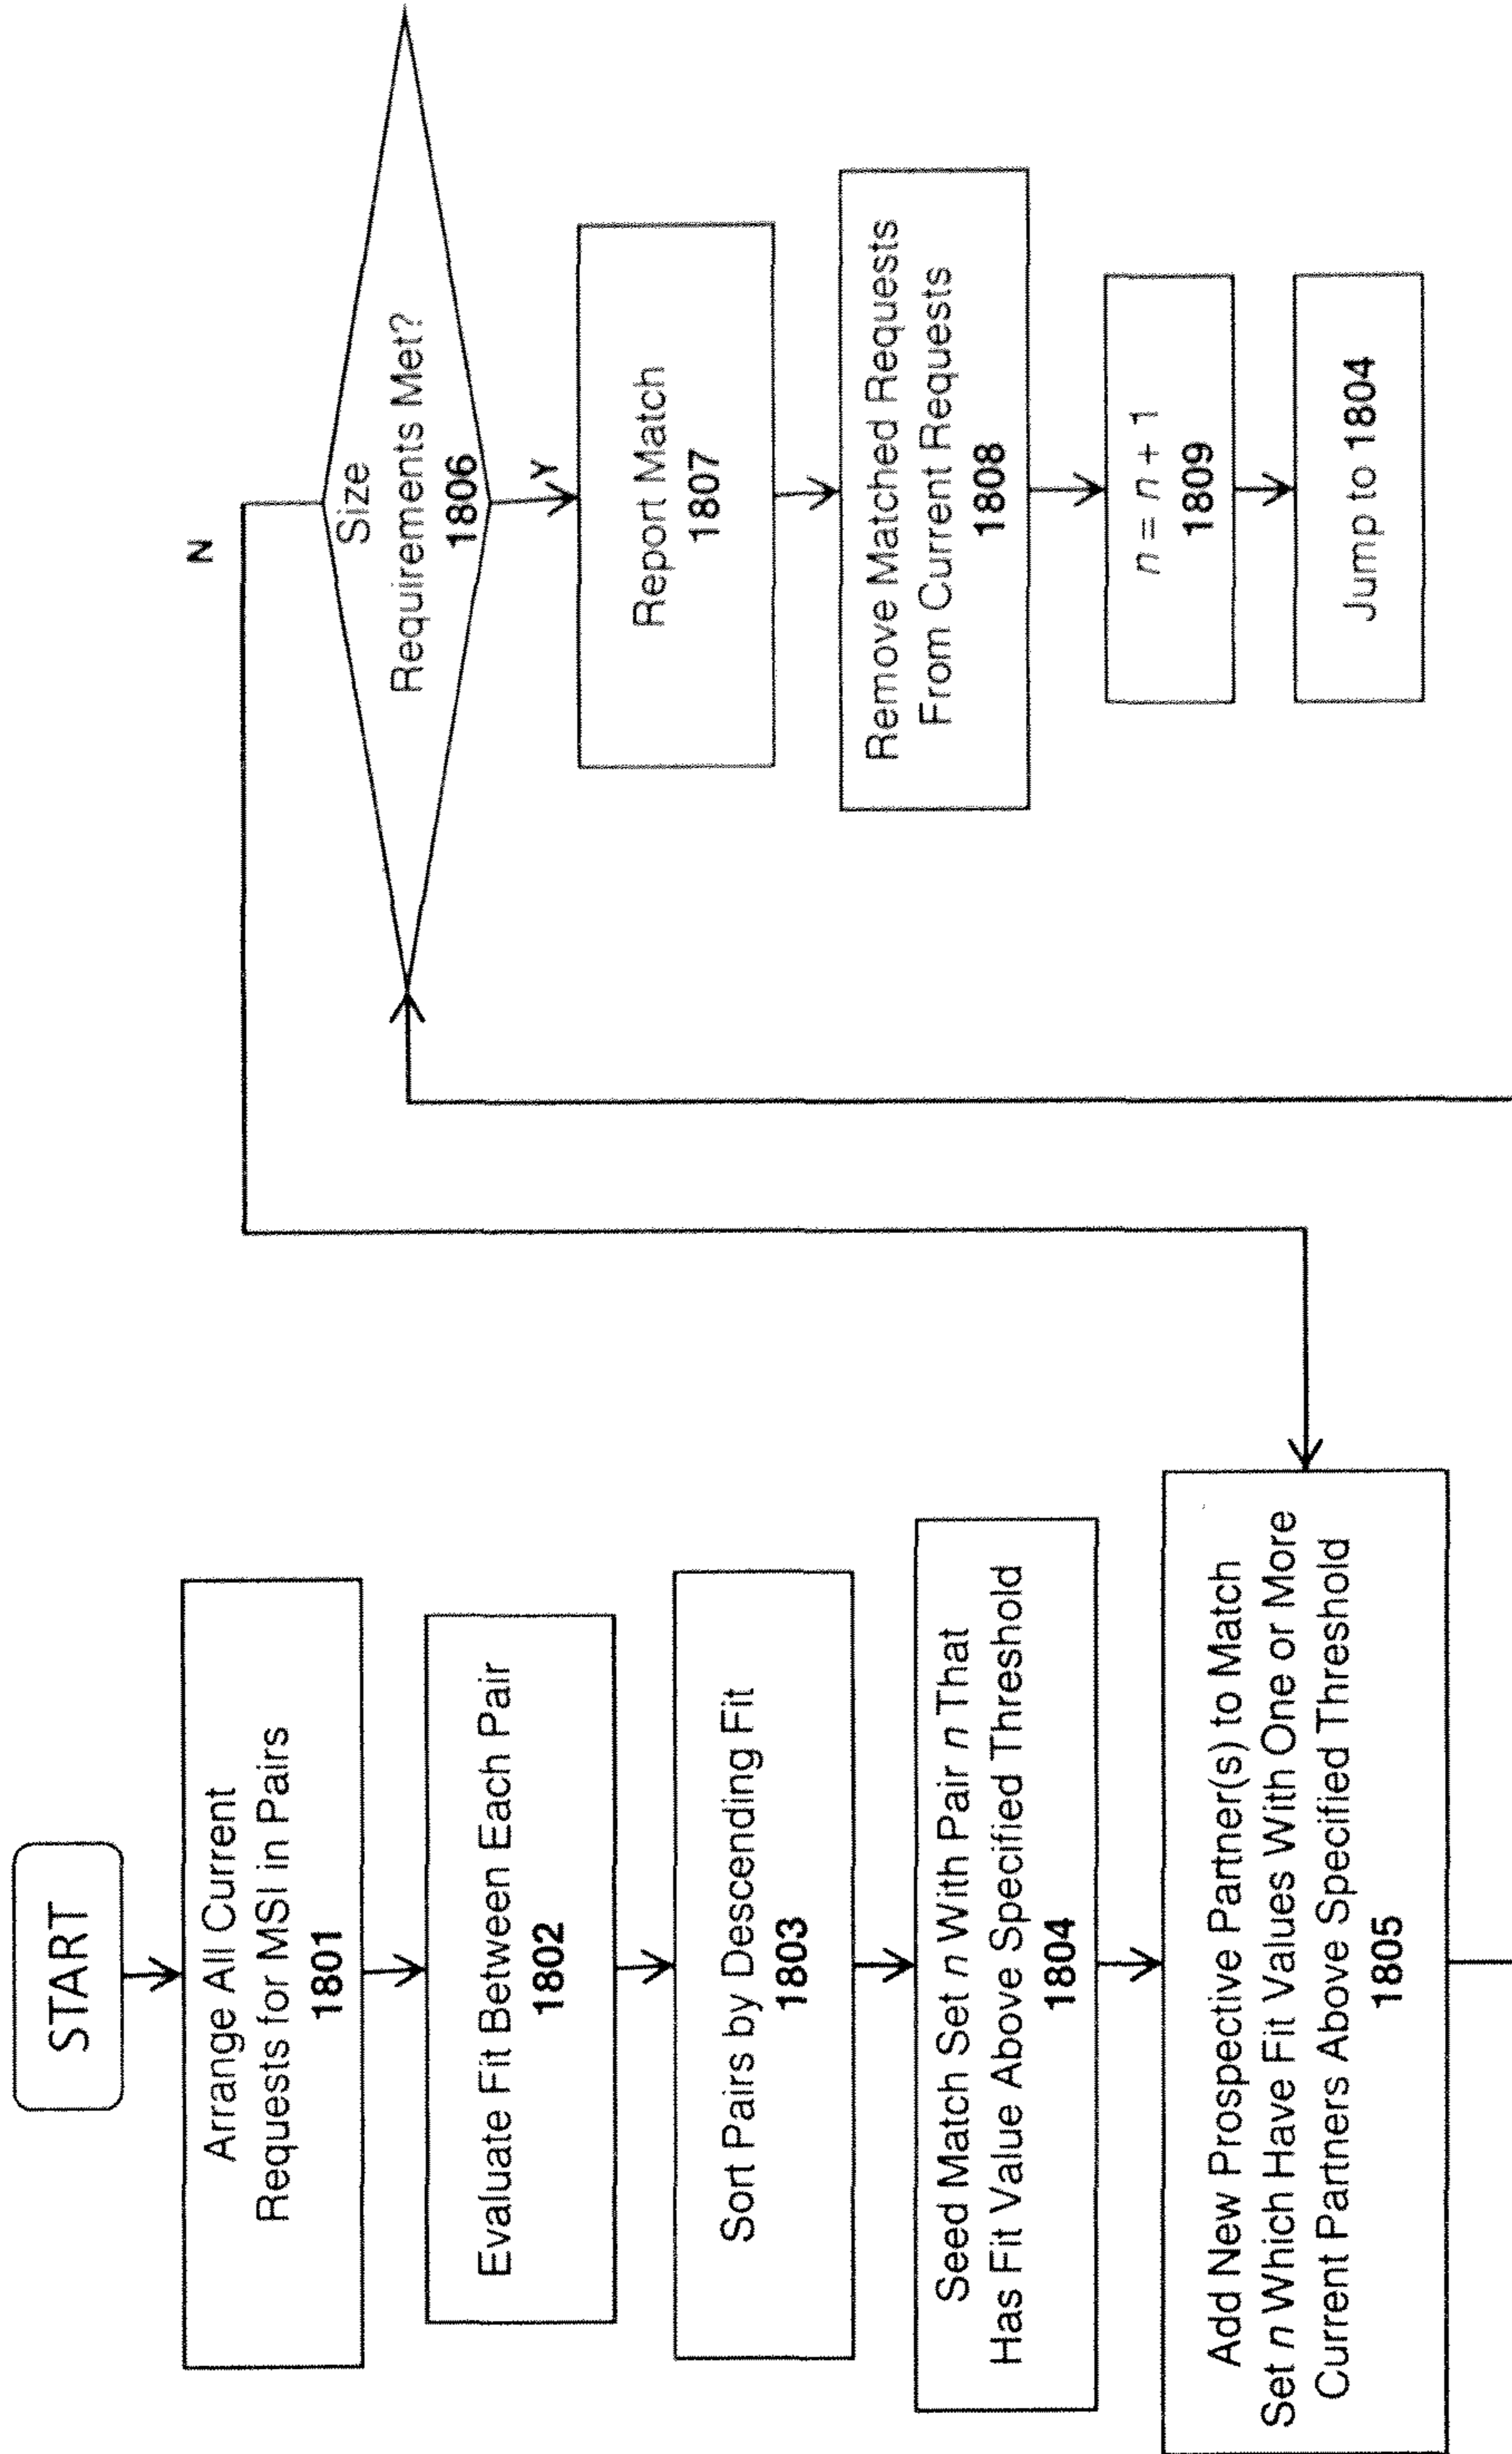 START
Arrange All Current
Requests for MSI in Pairs
1801
Evaluate Fit Between Each Pair
1802
Sort Pairs by Descending Fit
1803
Seed Match Set n With Pair n That
Has Fit Value Above Specified Threshold
1804
Add New Prospective Partner(s) to Match
Set n Which Have Fit Values With One or More
Current Partners Above Specified Threshold
1805
N
Size
Requirements Met?
1806
Y
Report Match
1807
Remove Matched Requests
From Current Requests
1808
n = n + 1
1809
Jump to 1804